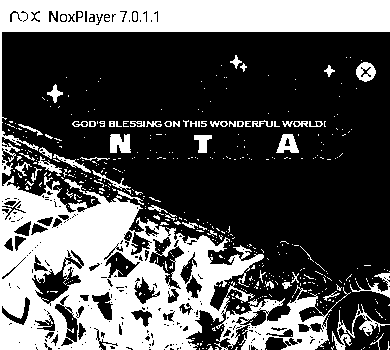 nox NoxPlayer 7.0.1.1
GOD'S BLESSING ON THIS WONDERFUL WORLD!
N T A